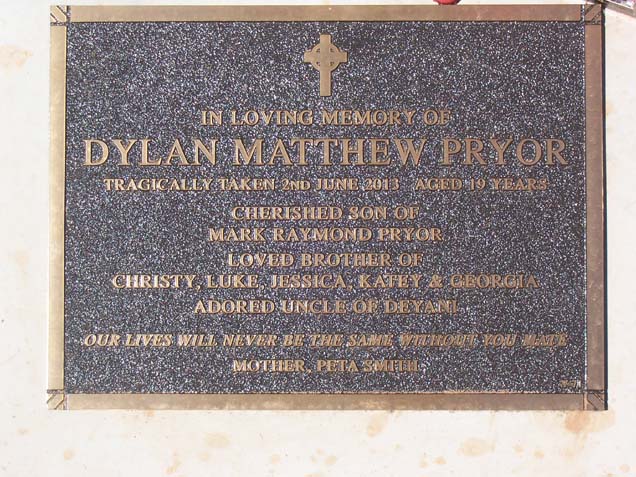 IN LOVING MEMORY OF
DYLAN MATTHEW PRYOR
TRAGICALLY TAKEN 2ND JUNE 2013 AGED 19 YEARS
CHERISHED SON OF
MARK RAYMOND PRYOR
LOVED BROTHER OF
CHRISTY, LUKE, JESSICA, KATEY & GEORGIA
ADORED UNCLE OF DEYANI
OUR LIVES WILL NEVER BE THE SAME WITHOUT YOU MATE
MOTHER, PETA SMITH